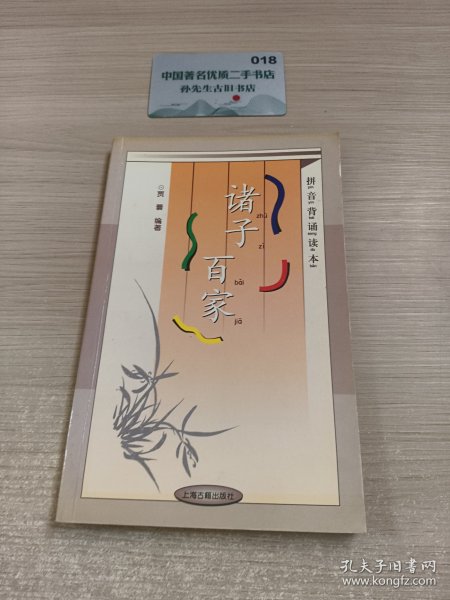 018
中国著名优质二手书店
孙先生古旧书店
拼音背诵读本
诸子
zhū
zǐ
百家
bǎi
jiā
编著
上海古籍出版社
孔夫子旧书网
www.kongfz.com